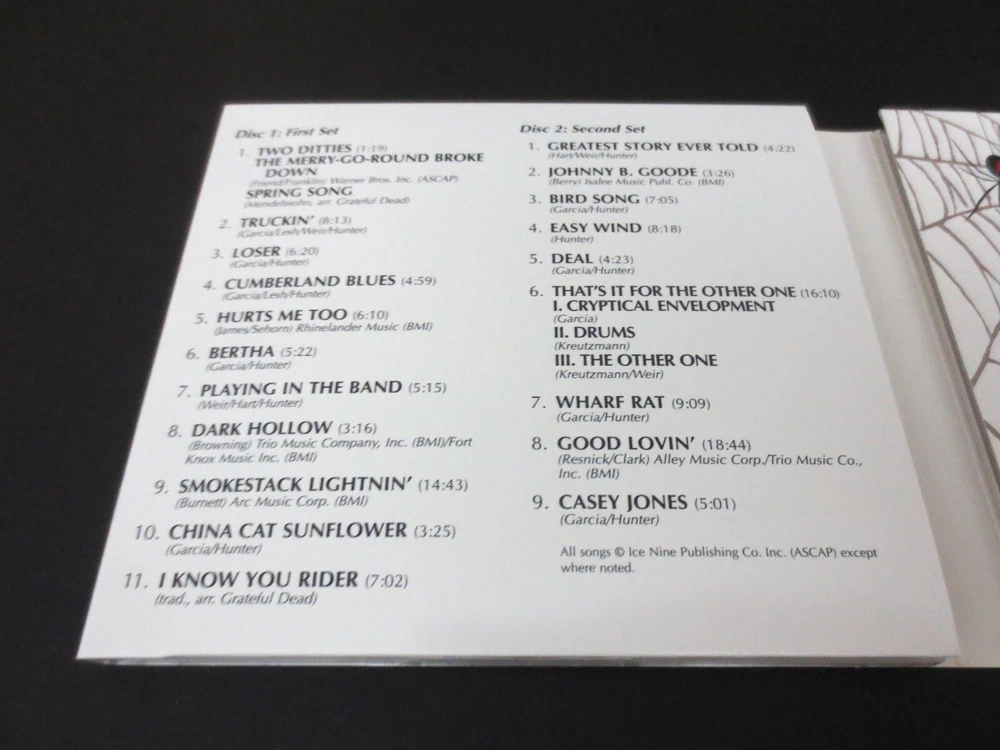 Disc 1: First Set
1. TWO DITTIES (1:19)
THE MERRY-GO-ROUND BROKE
DOWN
(Friend/Franklin) Warner Bros. Inc. (ASCAP)
SPRING SONG
(Mendelssohn, arr. Grateful Dead)
2. TRUCKIN' (8:13)
(Garcia/Lesh/Weir/Hunter)
3. LOSER (6:20)
(Garcia/Hunter)
4. CUMBERLAND BLUES (4:59)
(Garcia/Lesh/Hunter)
5. HURTS ME TOO (6:10)
(James/Sehorn) Rhinelander Music (BMI)
6. BERTHA (5:22)
(Garcia/Hunter)
7. PLAYING IN THE BAND (5:15)
(Weir/Hart/Hunter)
8. DARK HOLLOW (3:16)
(Browning) Trio Music Company, Inc. (BMI)/Fort
Knox Music Inc. (BMI)
9. SMOKESTACK LIGHTNIN' (14:43)
(Burnett) Arc Music Corp. (BMI)
10. CHINA CAT SUNFLOWER (3:25)
(Garcia/Hunter)
11. I KNOW YOU RIDER (7:02)
(trad., arr. Grateful Dead)
Disc 2: Second Set
1. GREATEST STORY EVER TOLD (4:22)
(Hart/Weir/Hunter)
2. JOHNNY B. GOODE (3:26)
(Berry) Isalee Music Publ. Co. (BMI)
3. BIRD SONG (7:05)
(Garcia/Hunter)
4. EASY WIND (8:18)
(Hunter)
5. DEAL (4:23)
(Garcia/Hunter)
6. THAT'S IT FOR THE OTHER ONE (16:10)
I. CRYPTICAL ENVELOPMENT
(Garcia)
II. DRUMS
(Kreutzmann)
III. THE OTHER ONE
(Kreutzmann/Weir)
7. WHARF RAT (9:09)
(Garcia/Hunter)
8. GOOD LOVIN' (18:44)
(Resnick/Clark) Alley Music Corp./Trio Music Co.,
Inc. (BMI)
9. CASEY JONES (5:01)
(Garcia/Hunter)
All songs © Ice Nine Publishing Co. Inc. (ASCAP) except
where noted.